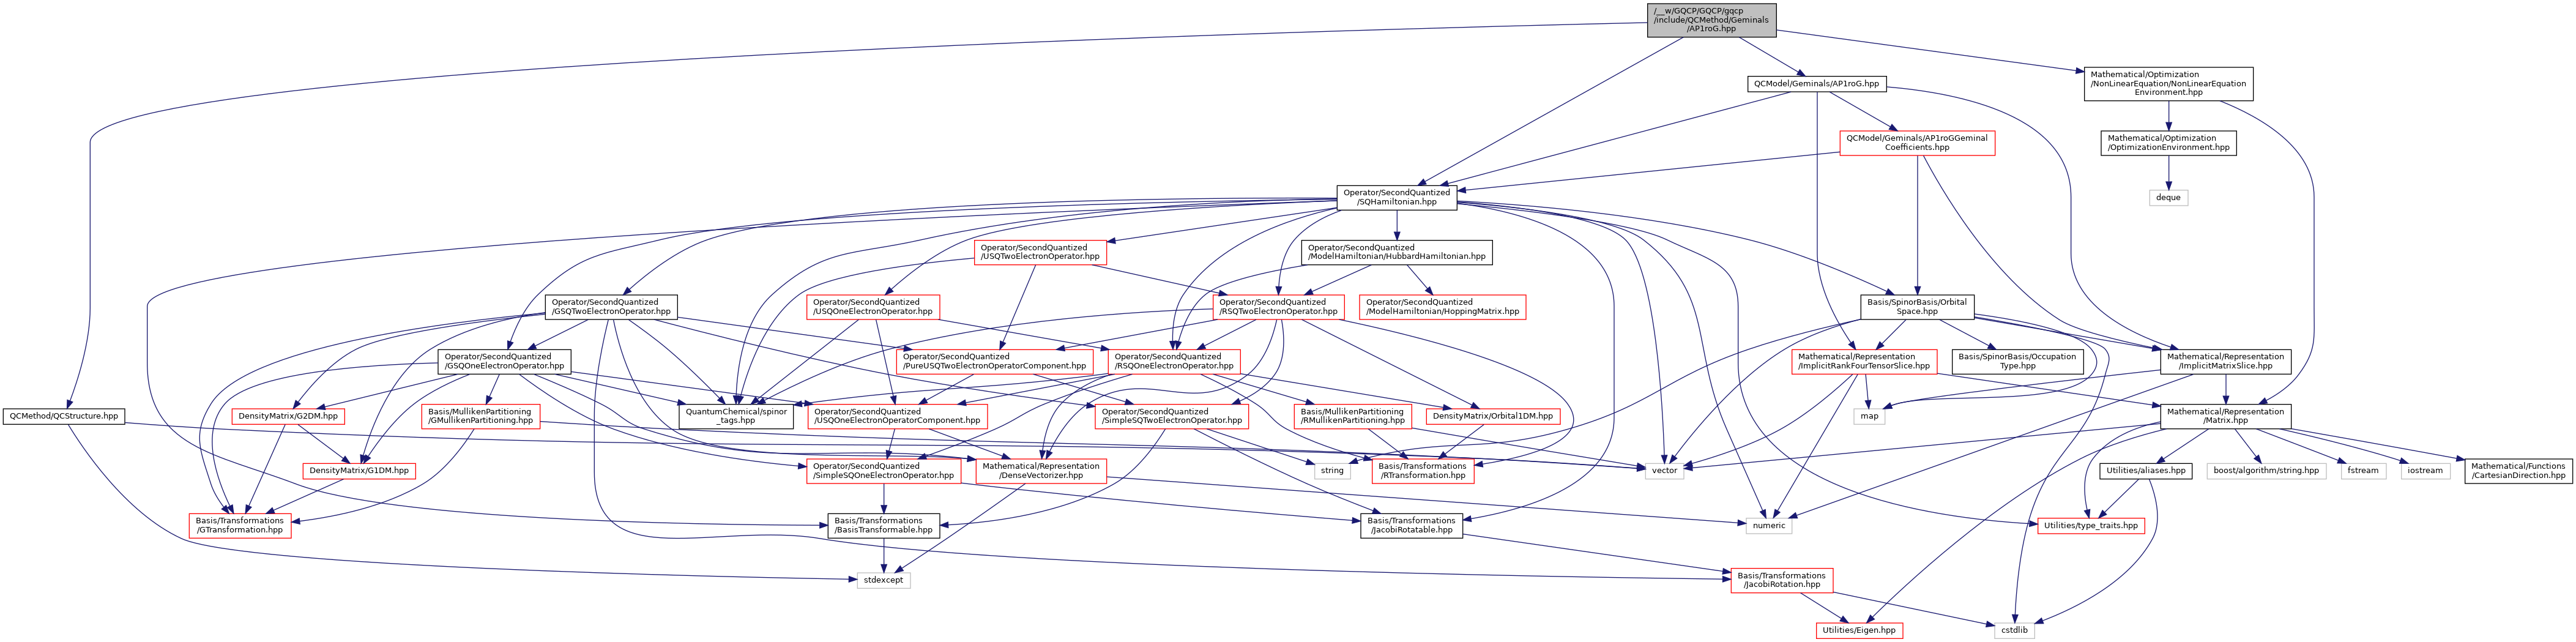 /__w/GQCP/GQCP/gqcp
/include/QCMethod/Geminals
/AP1roG.hpp
Mathematical/Optimization
/NonLinearEquation/NonLinearEquation
Environment.hpp
QCModel/Geminals/AP1roG.hpp
QCModel/Geminals/AP1roGGeminal
Coefficients.hpp
Mathematical/Optimization
/OptimizationEnvironment.hpp
Operator/SecondQuantized
/SQHamiltonian.hpp
deque
Operator/SecondQuantized
/USQTwoElectronOperator.hpp
Operator/SecondQuantized
/ModelHamiltonian/HubbardHamiltonian.hpp
Operator/SecondQuantized
/GSQTwoElectronOperator.hpp
Operator/SecondQuantized
/USQOneElectronOperator.hpp
Operator/SecondQuantized
/RSQTwoElectronOperator.hpp
Operator/SecondQuantized
/ModelHamiltonian/HoppingMatrix.hpp
Basis/SpinorBasis/Orbital
Space.hpp
Operator/SecondQuantized
/GSQOneElectronOperator.hpp
Operator/SecondQuantized
/PureUSQTwoElectronOperatorComponent.hpp
Operator/SecondQuantized
/RSQOneElectronOperator.hpp
Mathematical/Representation
/ImplicitRankFourTensorSlice.hpp
Basis/SpinorBasis/Occupation
Type.hpp
Mathematical/Representation
/ImplicitMatrixSlice.hpp
QCMethod/QCStructure.hpp
DensityMatrix/G2DM.hpp
Basis/MullikenPartitioning
/GMullikenPartitioning.hpp
QuantumChemical/spinor
_tags.hpp
Operator/SecondQuantized
/USQOneElectronOperatorComponent.hpp
Operator/SecondQuantized
/SimpleSQTwoElectronOperator.hpp
Basis/MullikenPartitioning
/RMullikenPartitioning.hpp
DensityMatrix/Orbital1DM.hpp
map
Mathematical/Representation
/Matrix.hpp
DensityMatrix/G1DM.hpp
Operator/SecondQuantized
/SimpleSQOneElectronOperator.hpp
Mathematical/Representation
/DenseVectorizer.hpp
string
Basis/Transformations
/RTransformation.hpp
vector
Utilities/aliases.hpp
boost/algorithm/string.hpp
fstream
iostream
Mathematical/Functions
/CartesianDirection.hpp
Basis/Transformations
/GTransformation.hpp
Basis/Transformations
/BasisTransformable.hpp
Basis/Transformations
/JacobiRotatable.hpp
numeric
Utilities/type_traits.hpp
stdexcept
Basis/Transformations
/JacobiRotation.hpp
Utilities/Eigen.hpp
cstdlib